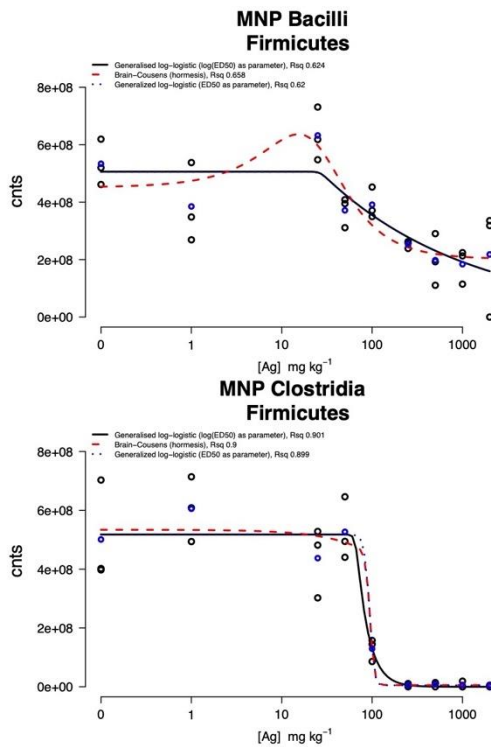 MNP Bacilli
Firmicutes
Generalised log-logistic (log(ED50) as parameter), Rsq 0.624
Brain-Cousens (hormesis), Rsq 0.658
Generalized log-logistic (ED50 as parameter), Rsq 0.62
8e+08
6e+08
4e+08
2e+08
0e+00
cnts
0 1 10 100 1000
[Ag] mg kg⁻¹
MNP Clostridia
Firmicutes
Generalised log-logistic (log(ED50) as parameter), Rsq 0.901
Brain-Cousens (hormesis), Rsq 0.9
Generalized log-logistic (ED50 as parameter), Rsq 0.899
8e+08
6e+08
4e+08
2e+08
0e+00
cnts
0 1 10 100 1000
[Ag] mg kg⁻¹